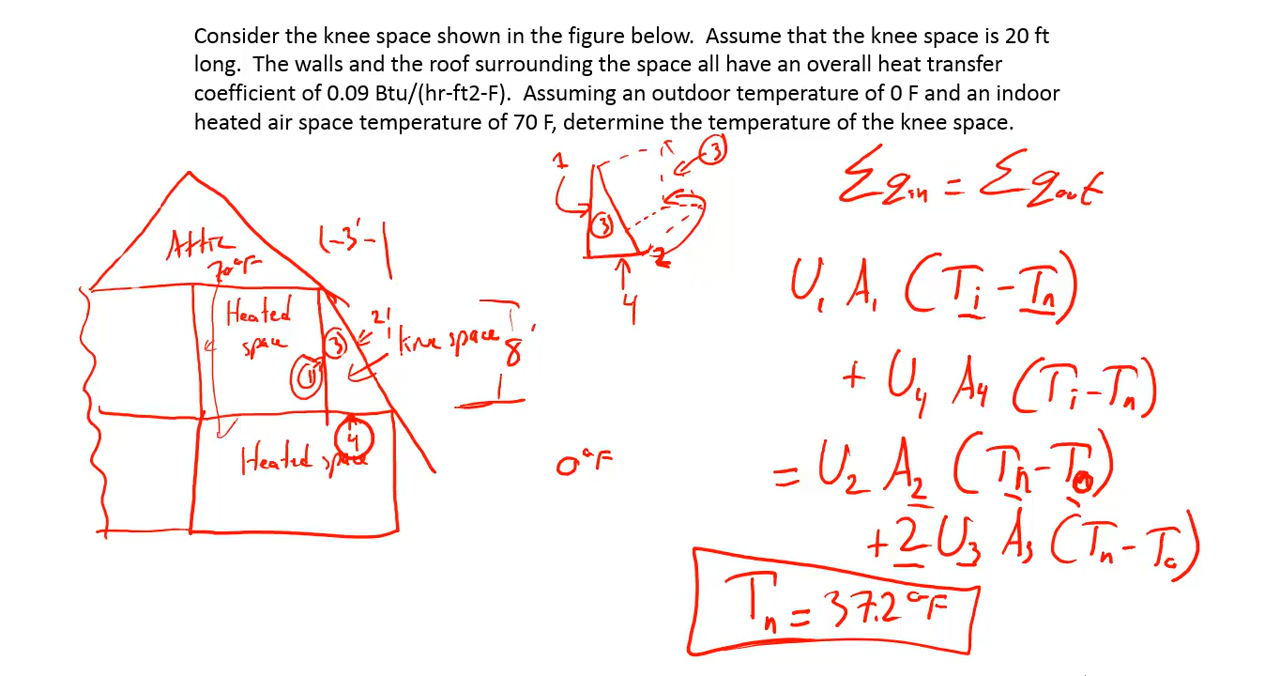 Consider the knee space shown in the figure below. Assume that the knee space is 20 ft
long. The walls and the roof surrounding the space all have an overall heat transfer
coefficient of 0.09 Btu/(hr-ft2-F). Assuming an outdoor temperature of 0 F and an indoor
heated air space temperature of 70 F, determine the temperature of the knee space.
Attic
70°F
|-3'-|
Heated
space
1
3
2
knee space
8'
4
Heated space
0°F
1
3
3
2
4
Σqin = Σqout
U₁ A₁ (Ti - Tn)
+ U₄ A₄ (Ti - Tn)
= U₂ A₂ (Tn - To)
+ 2 U₃ A₃ (Tn - To)
Tn = 37.2°F